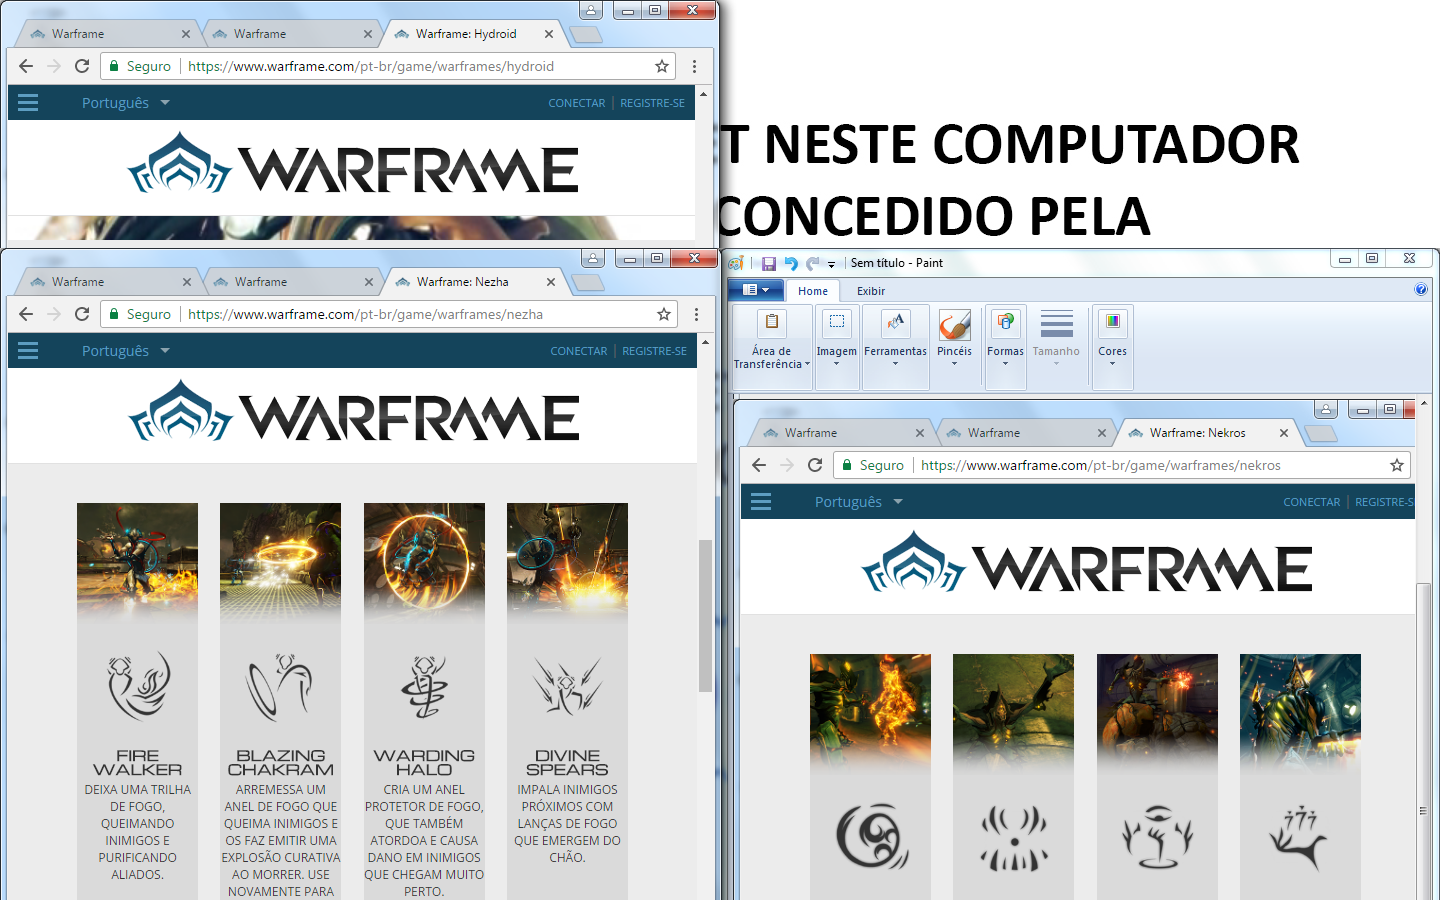 Warframe
Warframe
Warframe: Hydroid
Seguro
https://www.warframe.com/pt-br/game/warframes/hydroid
Português
CONECTAR
REGISTRE-SE
WARFRAME
T NESTE COMPUTADOR
CONCEDIDO PELA
Warframe
Warframe
Warframe: Nezha
Seguro
https://www.warframe.com/pt-br/game/warframes/nezha
Português
CONECTAR
REGISTRE-SE
WARFRAME
FIRE
WALKER
DEIXA UMA TRILHA
DE FOGO,
QUEIMANDO
INIMIGOS E
PURIFICANDO
ALIADOS.
BLAZING
CHAKRAM
ARREMESSA UM
ANEL DE FOGO QUE
QUEIMA INIMIGOS E
OS FAZ EMITIR UMA
EXPLOSÃO CURATIVA
AO MORRER. USE
NOVAMENTE PARA
WARDING
HALO
CRIA UM ANEL
PROTETOR DE FOGO,
QUE TAMBÉM
ATORDOA E CAUSA
DANO EM INIMIGOS
QUE CHEGAM MUITO
PERTO.
DIVINE
SPEARS
IMPALA INIMIGOS
PRÓXIMOS COM
LANÇAS DE FOGO
QUE EMERGEM DO
CHÃO.
Sem título - Paint
Home
Exibir
Área de
Transferência
Imagem
Ferramentas
Pincéis
Formas
Tamanho
Cores
Warframe
Warframe
Warframe: Nekros
Seguro
https://www.warframe.com/pt-br/game/warframes/nekros
Português
CONECTAR
REGISTRE-S
WARFRAME